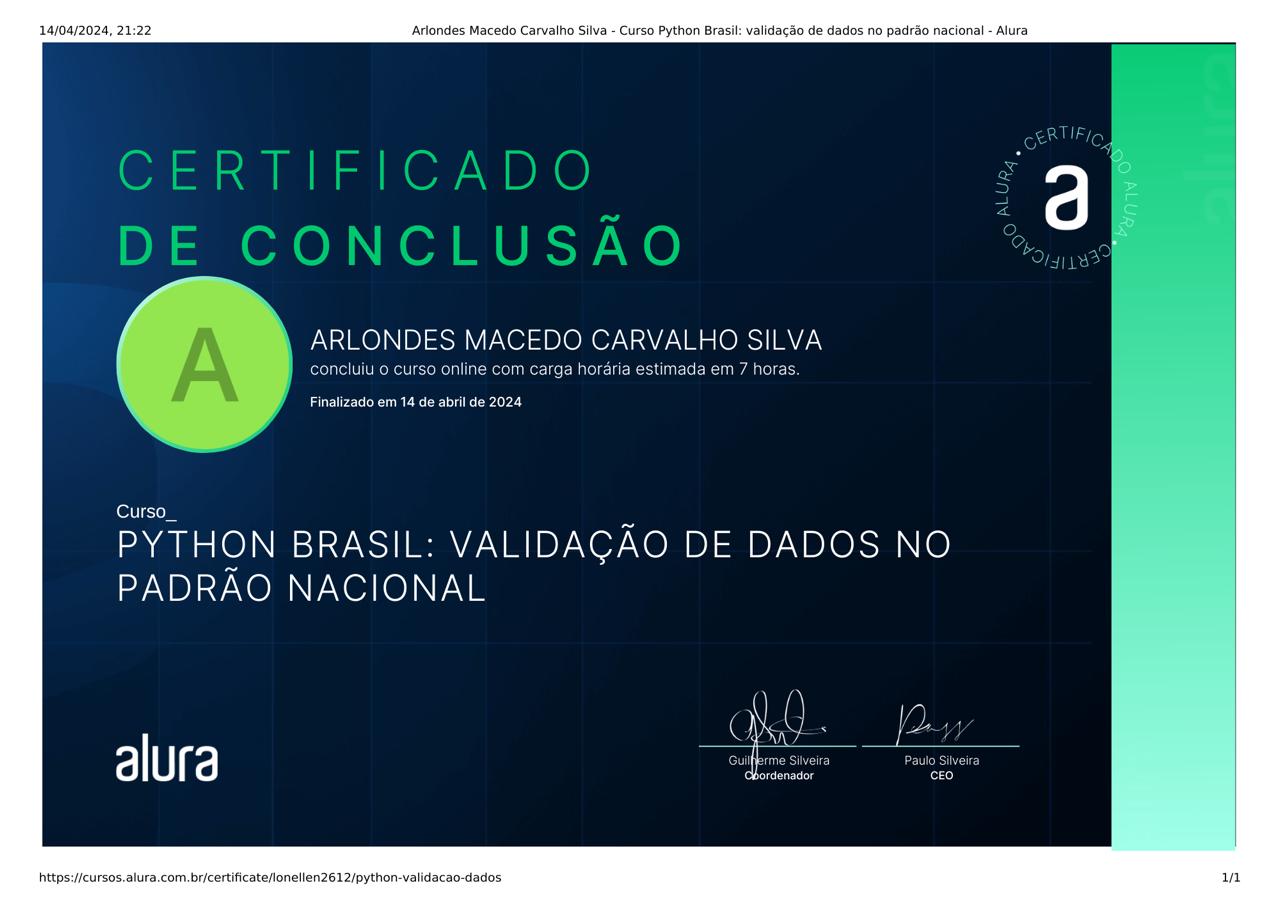 14/04/2024, 21:22
Arlondes Macedo Carvalho Silva - Curso Python Brasil: validação de dados no padrão nacional - Alura
alura
CERTIFICADO
DE CONCLUSÃO
CERTIFICADO ALURA • CERTIFICADO ALURA •
a
A
ARLONDES MACEDO CARVALHO SILVA
concluiu o curso online com carga horária estimada em 7 horas.
Finalizado em 14 de abril de 2024
Curso_
PYTHON BRASIL: VALIDAÇÃO DE DADOS NO
PADRÃO NACIONAL
alura
Guilherme Silveira
Coordenador
Paulo Silveira
CEO
https://cursos.alura.com.br/certificate/lonellen2612/python-validacao-dados
1/1